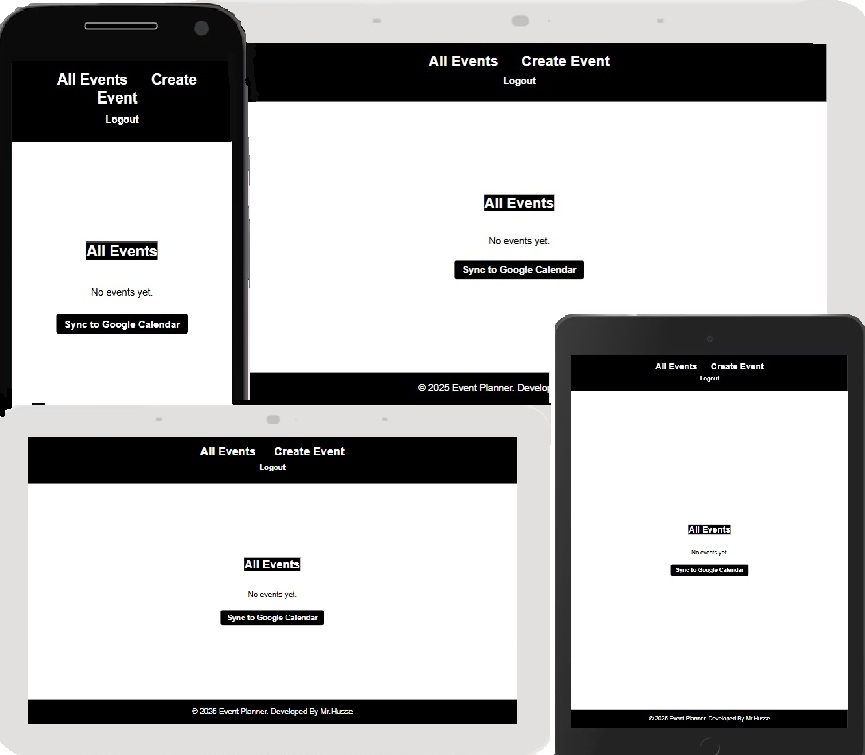 All Events Create
Event
Logout
All Events
No events yet.
Sync to Google Calendar
All Events Create Event
Logout
All Events
No events yet.
Sync to Google Calendar
© 2025 Event Planner. Develop
All Events Create Event
Logout
All Events
No events yet.
Sync to Google Calendar
© 2025 Event Planner. Developed By Mr.Husse
All Events Create Event
Logout
All Events
No events yet.
Sync to Google Calendar
© 2025 Event Planner. Developed By Mr.Husse